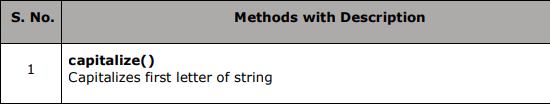 S. No. Methods with Description
1
capitalize()
Capitalizes first letter of string